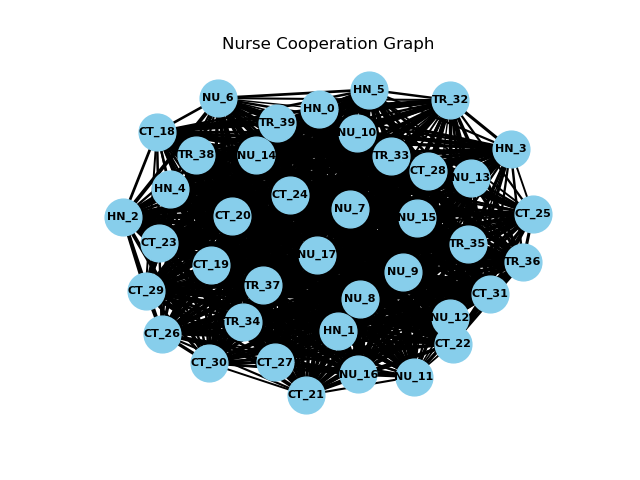 Nurse Cooperation Graph
HN_5
NU_6
TR_32
HN_0
TR_39
CT_18
NU_10
HN_3
TR_38
NU_14
TR_33
CT_28
NU_13
HN_4
CT_24
NU_7
CT_25
HN_2
CT_20
NU_15
CT_23
TR_35
NU_17
TR_36
CT_19
NU_9
TR_37
CT_29
CT_31
NU_8
NU_12
TR_34
HN_1
CT_26
CT_22
CT_30
CT_27
NU_16
NU_11
CT_21